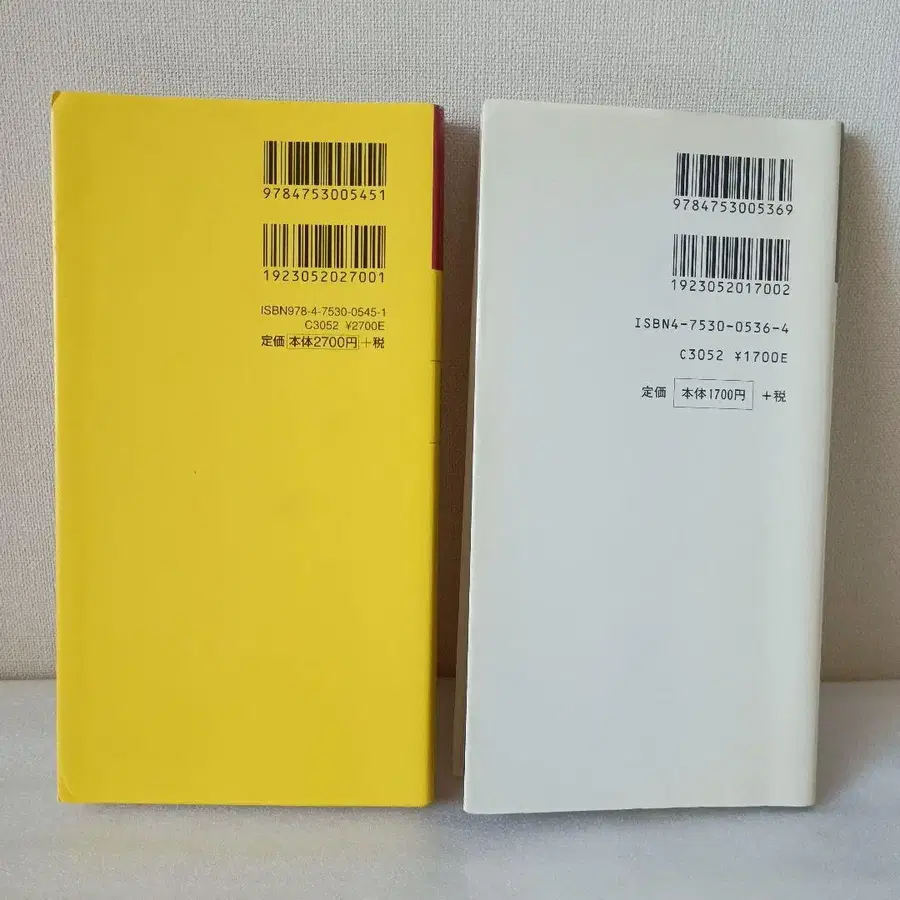 9784753005451
1923052027001
ISBN978-4-7530-0545-1
C3052 ¥2700E
定価 本体2700円 +税
9784753005369
1923052017002
ISBN4-7530-0536-4
C3052 ¥1700E
定価 本体1700円 +税